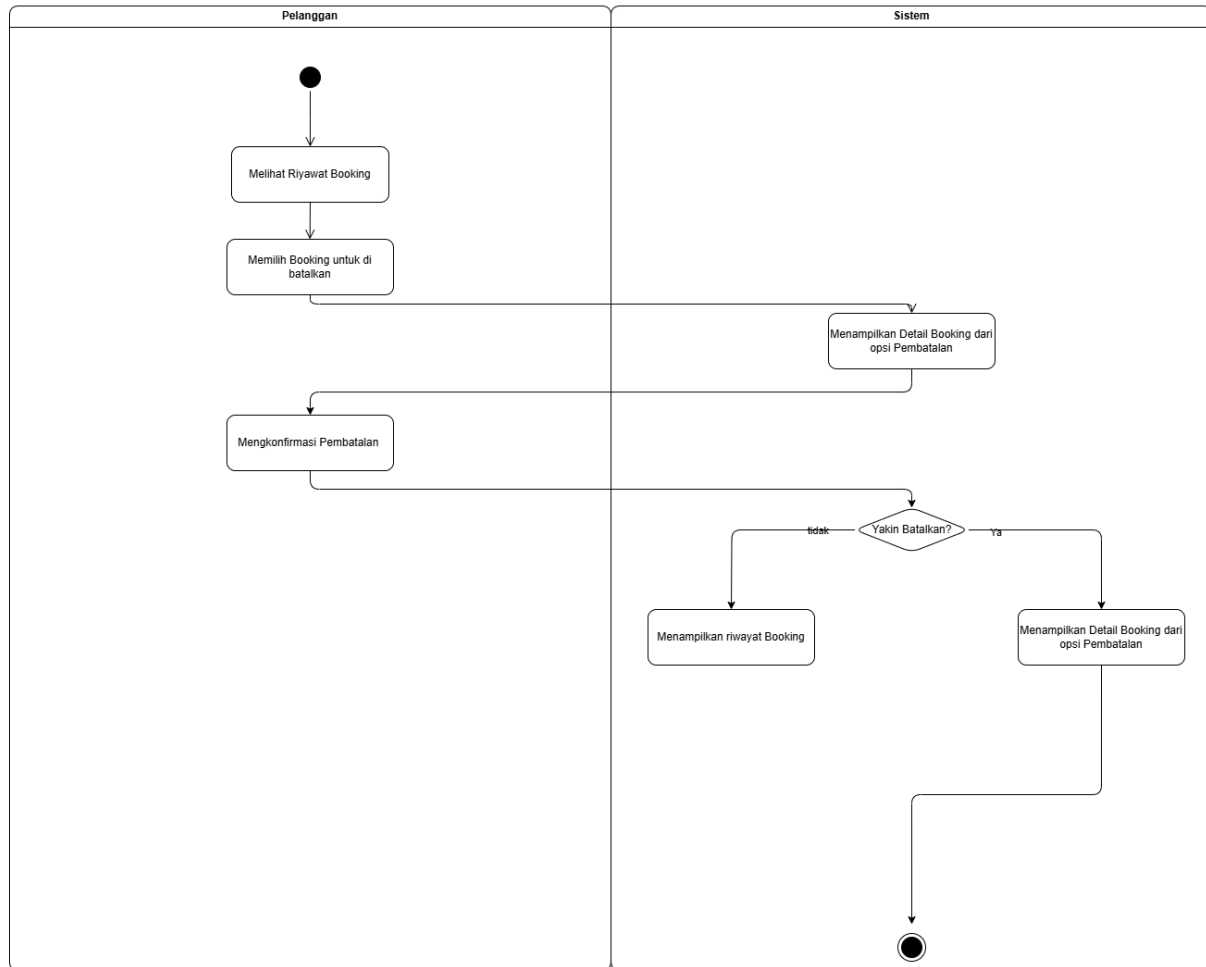 Pelanggan
Sistem
Melihat Riyawat Booking
Memilih Booking untuk di
batalkan
Menampilkan Detail Booking dari
opsi Pembatalan
Mengkonfirmasi Pembatalan
Yakin Batalkan?
tidak
Ya
Menampilkan riwayat Booking
Menampilkan Detail Booking dari
opsi Pembatalan